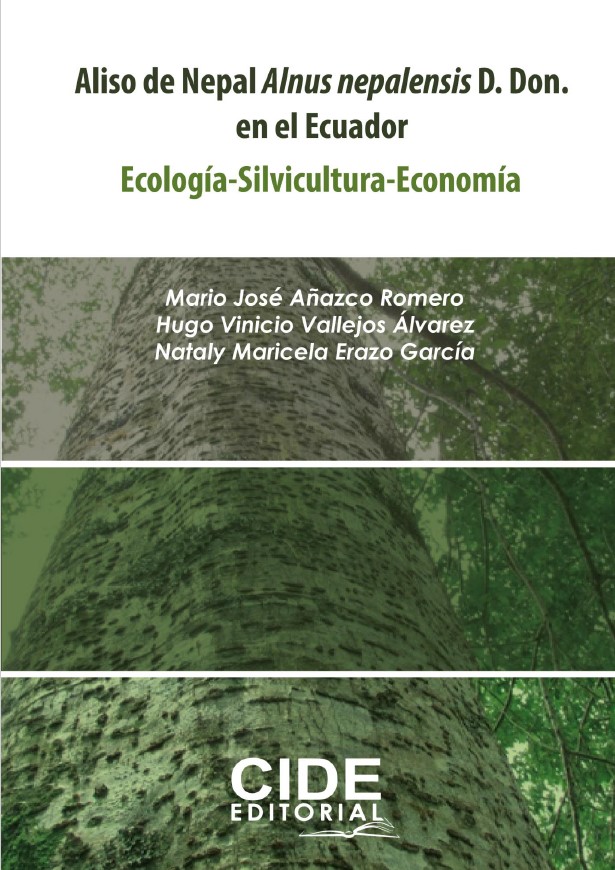 Aliso de Nepal Alnus nepalensis D. Don.
en el Ecuador
Ecología-Silvicultura-Economía
Mario José Añazco Romero
Hugo Vinicio Vallejos Álvarez
Nataly Maricela Erazo García
CIDE
EDITORIAL